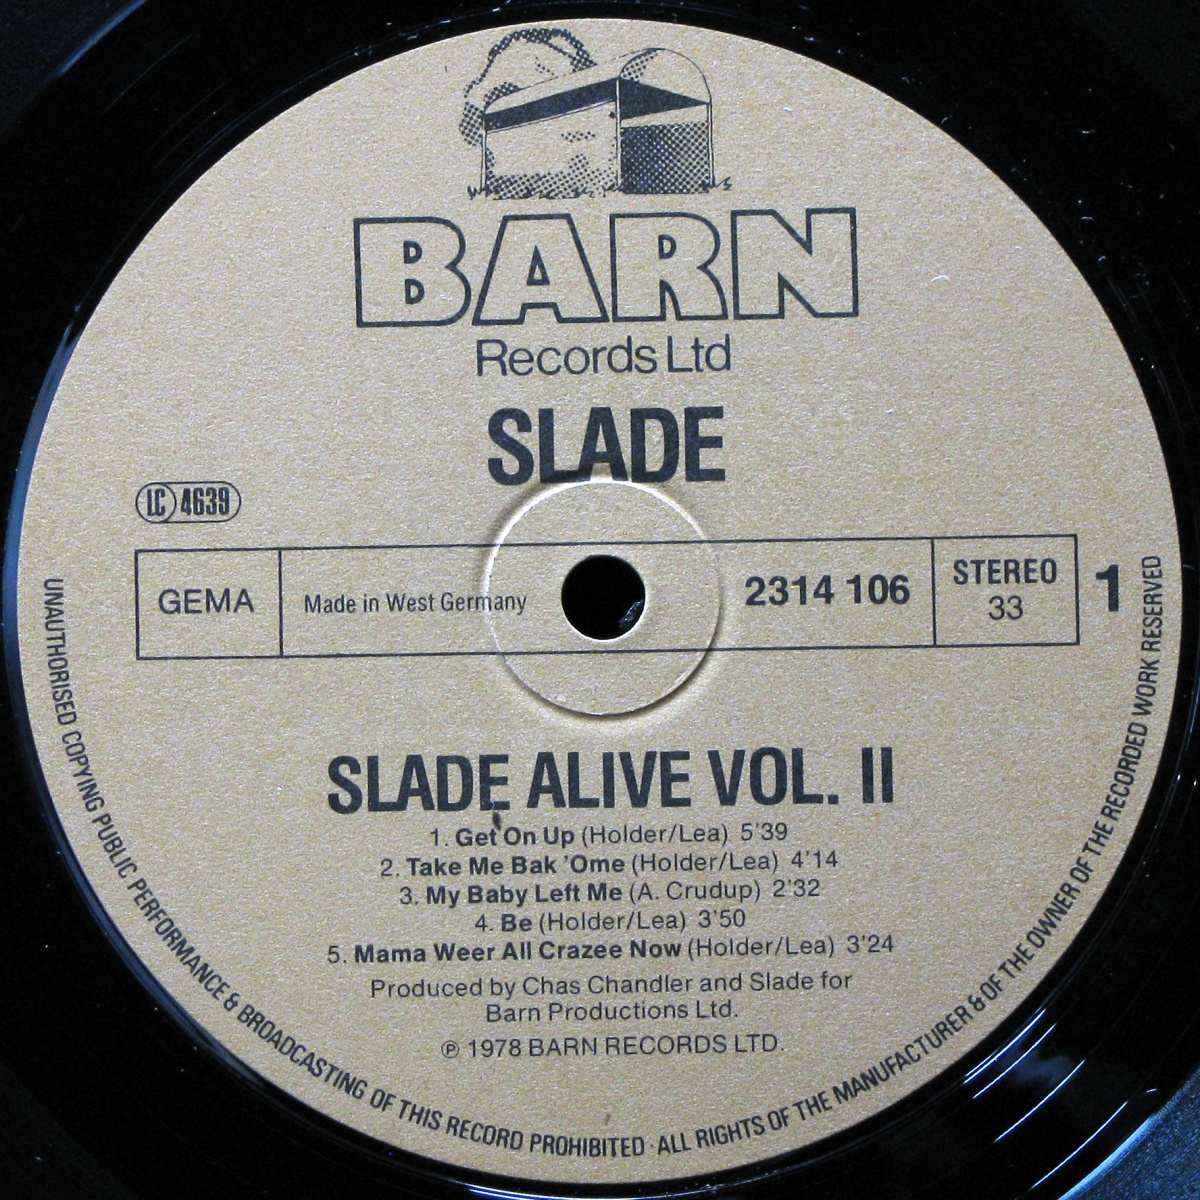 BARN
Records Ltd
SLADE
LC 4639
GEMA
Made in West Germany
2314 106
STEREO
33
1
SLADE ALIVE VOL. II
1. Get On Up (Holder/Lea) 5'39
2. Take Me Bak 'Ome (Holder/Lea) 4'14
3. My Baby Left Me (A. Crudup) 2'32
4. Be (Holder/Lea) 3'50
5. Mama Weer All Crazee Now (Holder/Lea) 3'24
Produced by Chas Chandler and Slade for
Barn Productions Ltd.
℗ 1978 BARN RECORDS LTD.
UNAUTHORISED COPYING PUBLIC PERFORMANCE & BROADCASTING OF THIS RECORD PROHIBITED · ALL RIGHTS OF THE MANUFACTURER & OF THE OWNER OF THE RECORDED WORK RESERVED